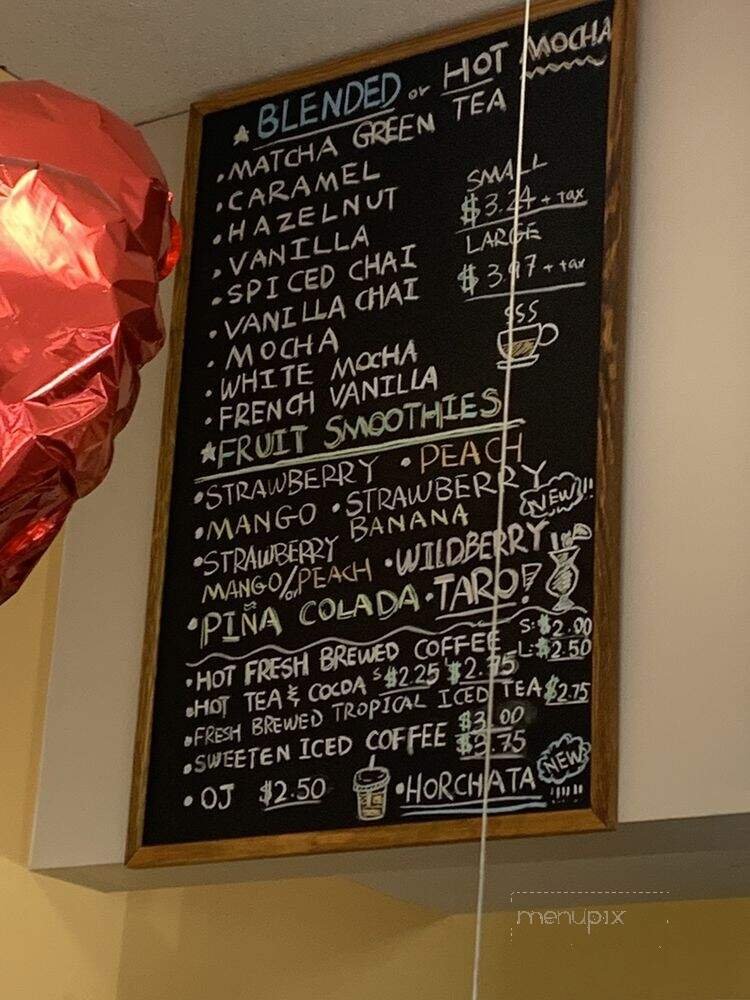 ★ BLENDED or HOT MOCHA
• MATCHA GREEN TEA
• CARAMEL
• HAZELNUT
• VANILLA
• SPICED CHAI
• VANILLA CHAI
• MOCHA
• WHITE MOCHA
• FRENCH VANILLA
SMALL
$3.24 + tax
LARGE
$3.97 + tax
★ FRUIT SMOOTHIES
• STRAWBERRY • PEACH
• MANGO • STRAWBERRY BANANA
NEW!!
• STRAWBERRY MANGO/or PEACH • WILDBERRY
• PIÑA COLADA • TARO!
• HOT FRESH BREWED COFFEE S: $2.00 L: $2.50
• HOT TEA & COCOA S $2.25 L $2.75
• FRESH BREWED TROPICAL ICED TEA $2.75
• SWEETEN ICED COFFEE $3.00 $3.75
• OJ $2.50 • HORCHATA
NEW !!!!!
menupix